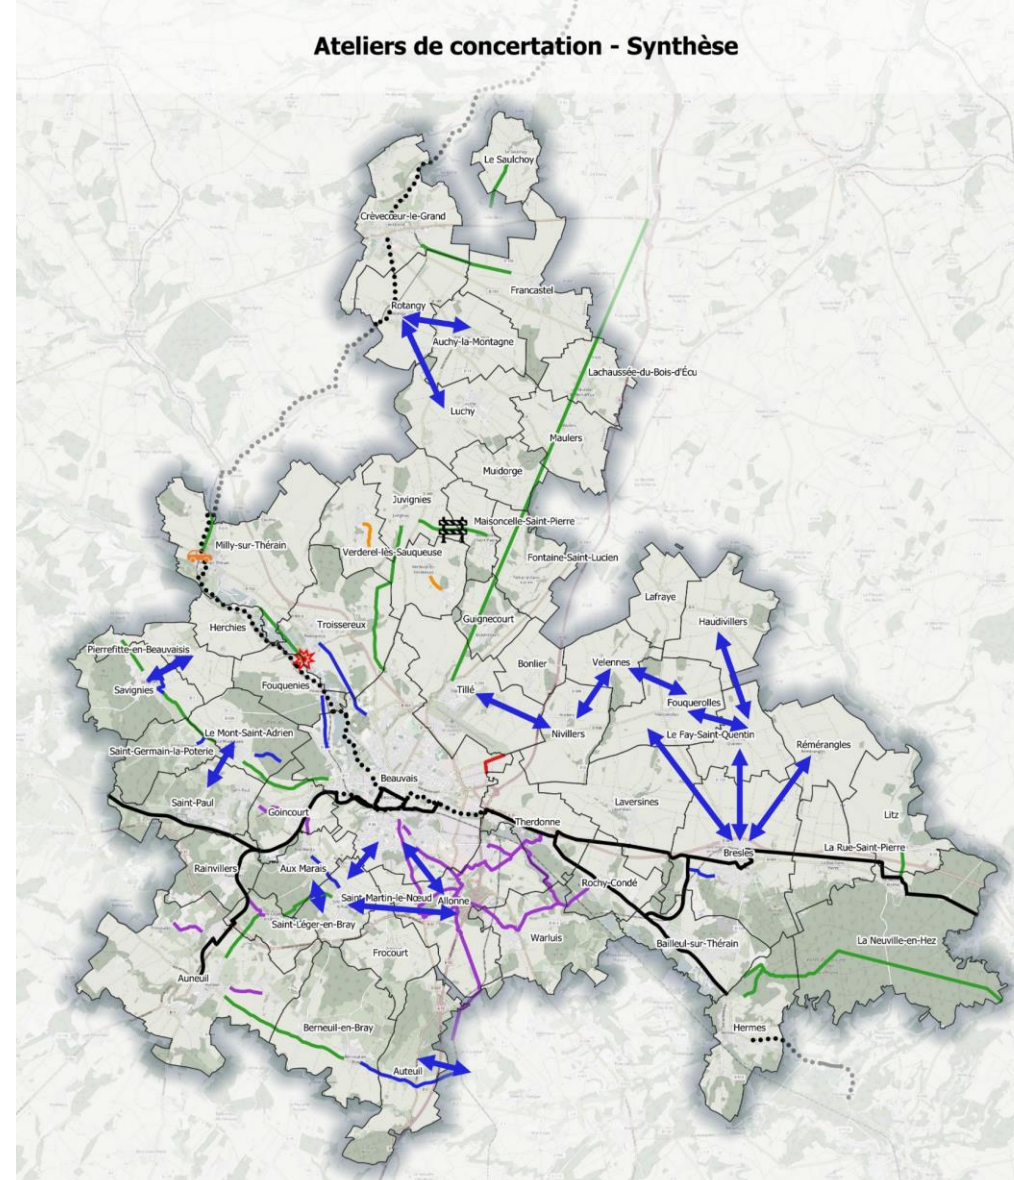 Ateliers de concertation - Synthèse
Le Saulchoy
Crèvecœur-le-Grand
Francastel
Rotangy
Auchy-la-Montagne
Lachaussée-du-Bois-d'Écu
Luchy
Maulers
Muidorge
Juvignies
Maisoncelle-Saint-Pierre
Milly-sur-Thérain
Verderel-lès-Sauqueuse
Fontaine-Saint-Lucien
Lafraye
Haudivillers
Guignecourt
Troissereux
Herchies
Pierrefitte-en-Beauvaisis
Bonlier
Velennes
Savignies
Fouquenies
Tillé
Fouquerolles
Le Mont-Saint-Adrien
Nivillers
Le Fay-Saint-Quentin
Rémérangles
Saint-Germain-la-Poterie
Beauvais
Saint-Paul
Goincourt
Laversines
Litz
Therdonne
La Rue-Saint-Pierre
Bresles
Rainvillers
Aux Marais
Rochy-Condé
Saint-Martin-le-Nœud
Allonne
Saint-Léger-en-Bray
Warluis
Bailleul-sur-Thérain
La Neuville-en-Hez
Frocourt
Auneuil
Berneuil-en-Bray
Hermes
Auteuil